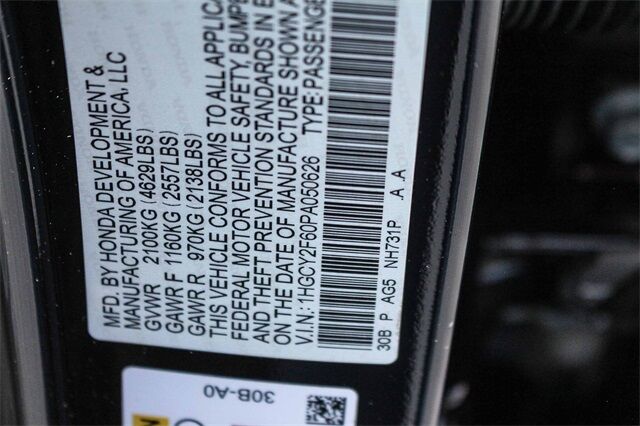 MFD. BY HONDA DEVELOPMENT &
MANUFACTURING OF AMERICA, LLC
GVWR 2100KG (4629LBS)
GAWR F 1160KG (2557LBS)
GAWR R 970KG (2138LBS)
THIS VEHICLE CONFORMS TO ALL APPLICA
FEDERAL MOTOR VEHICLE SAFETY, BUMPE
AND THEFT PREVENTION STANDARDS IN E
ON THE DATE OF MANUFACTURE SHOWN A
V.I.N.: 1HGCY2F60PA050626 TYPE: PASSENGE
30B P AG5 NH731P .A .A
30B-A0